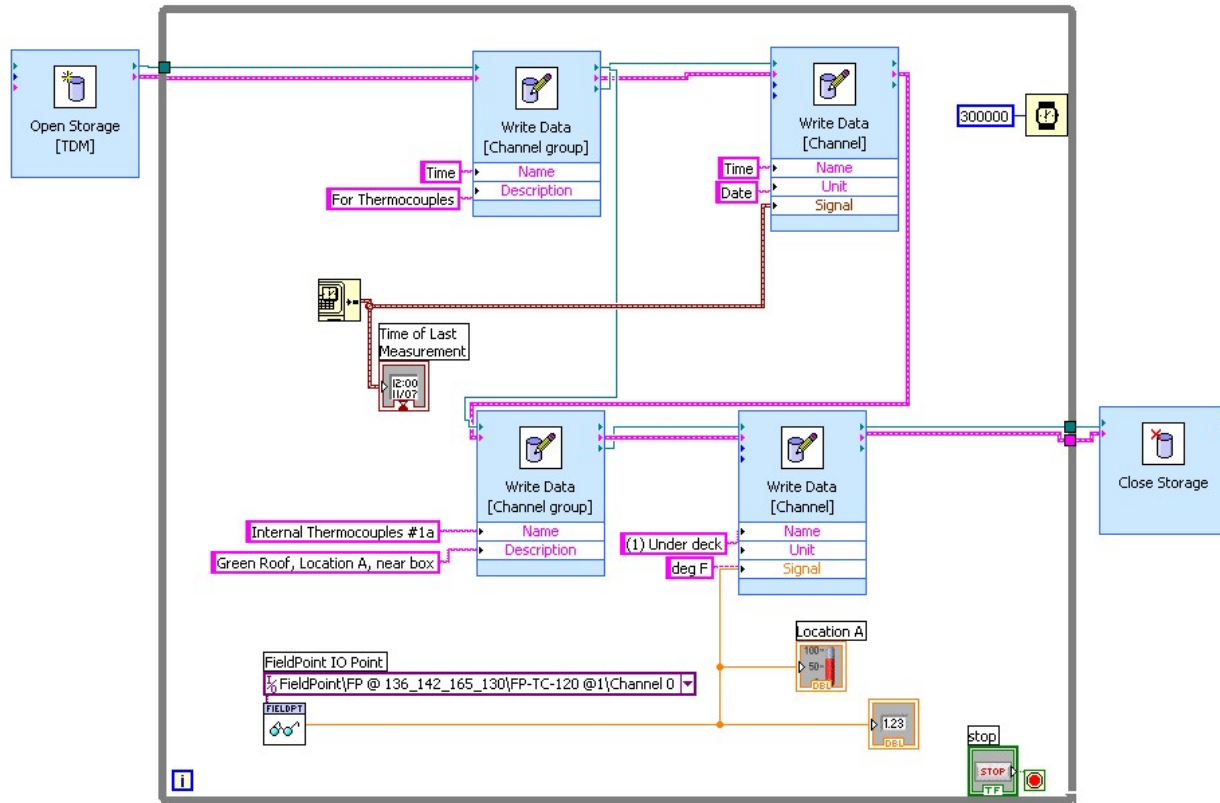 Open Storage
[TDM]
Write Data
[Channel group]
Name
Description
Time
For Thermocouples
Write Data
[Channel]
Name
Unit
Signal
Time
Date
300000
Time of Last
Measurement
12:00
11/07
Write Data
[Channel group]
Name
Description
Internal Thermocouples #1a
Green Roof, Location A, near box
Write Data
[Channel]
Name
Unit
Signal
(1) Under deck
deg F
Close Storage
Location A
100
50
DBL
FieldPoint IO Point
I/O
FieldPoint\FP @ 136_142_165_130\FP-TC-120 @1\Channel 0
FIELDPT
1.23
DBL
stop
STOP
TF
i